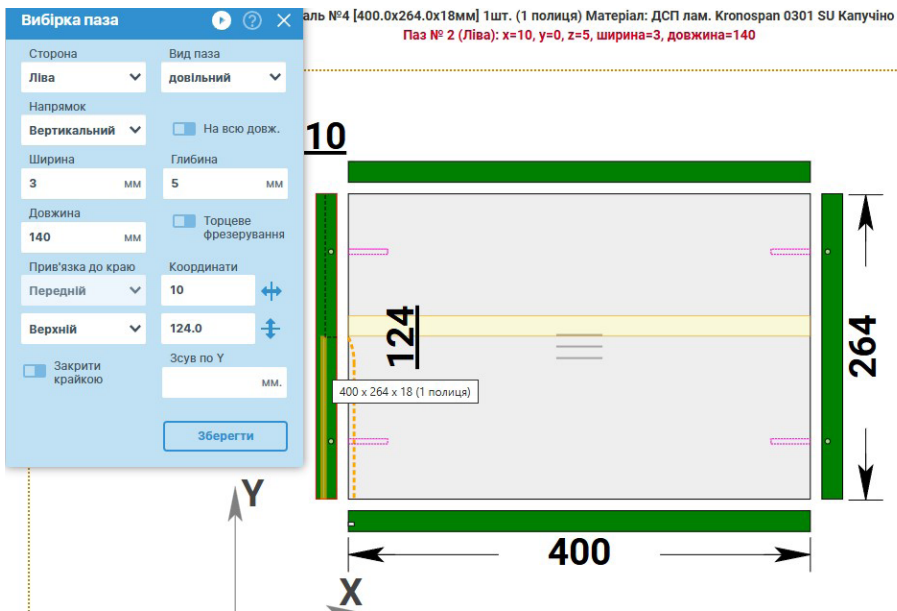 Вибірка паза
аль №4 [400.0x264.0x18мм] 1шт. (1 полиця) Матеріал: ДСП лам. Kronospan 0301 SU Капучіно
Паз № 2 (Ліва): x=10, y=0, z=5, ширина=3, довжина=140
Сторона
Вид паза
Ліва
довільний
Напрямок
Вертикальний
На всю довж.
Ширина
Глибина
3 мм
5 мм
Довжина
140 мм
Торцеве
фрезерування
Прив'язка до краю
Координати
Передній
10
Верхній
124.0
Закрити
крайкою
Зсув по Y
мм.
Зберегти
10
124
264
400 x 264 x 18 (1 полиця)
Y
400
X